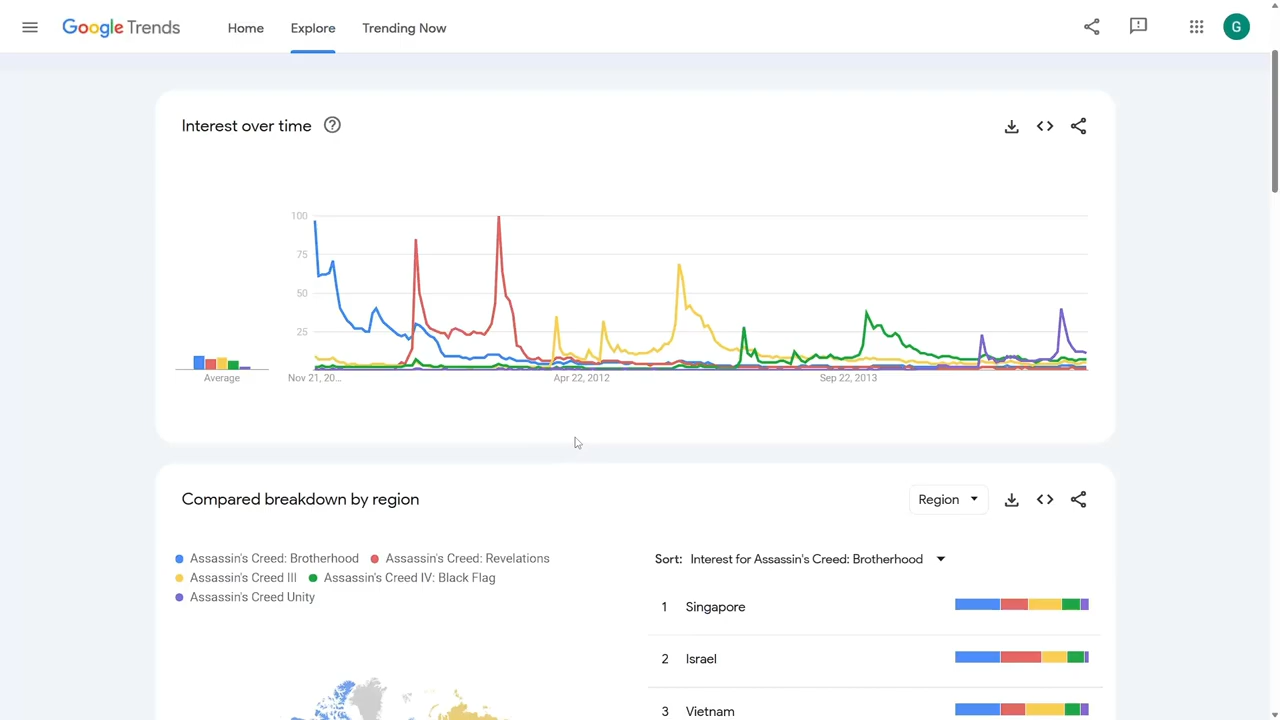 Google Trends
Home
Explore
Trending Now
G
Interest over time
100
75
50
25
Average
Nov 21, 20...
Apr 22, 2012
Sep 22, 2013
Compared breakdown by region
Region
Assassin's Creed: Brotherhood
Assassin's Creed: Revelations
Assassin's Creed III
Assassin's Creed IV: Black Flag
Assassin's Creed Unity
Sort: Interest for Assassin's Creed: Brotherhood
1 Singapore
2 Israel
3 Vietnam